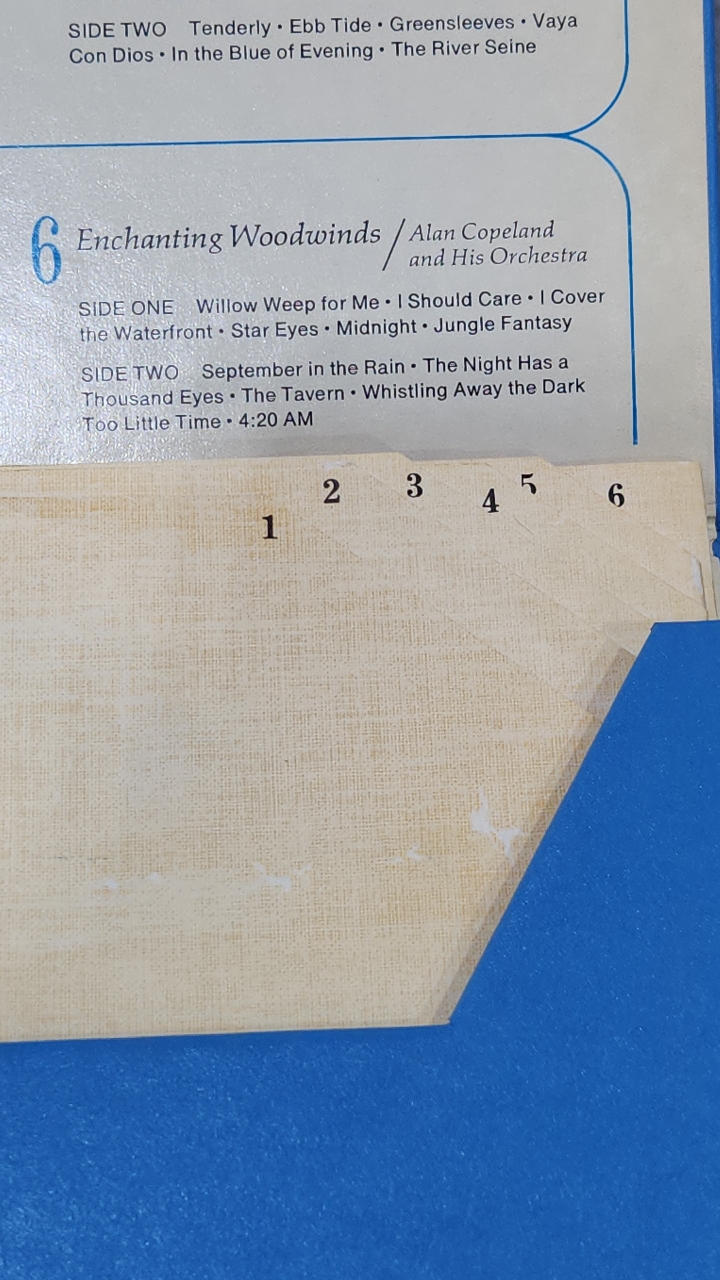 SIDE TWO Tenderly • Ebb Tide • Greensleeves • Vaya
Con Dios • In the Blue of Evening • The River Seine
6 Enchanting Woodwinds / Alan Copeland
and His Orchestra
SIDE ONE Willow Weep for Me • I Should Care • I Cover
the Waterfront • Star Eyes • Midnight • Jungle Fantasy
SIDE TWO September in the Rain • The Night Has a
Thousand Eyes • The Tavern • Whistling Away the Dark
Too Little Time • 4:20 AM
1 2 3 4 5 6